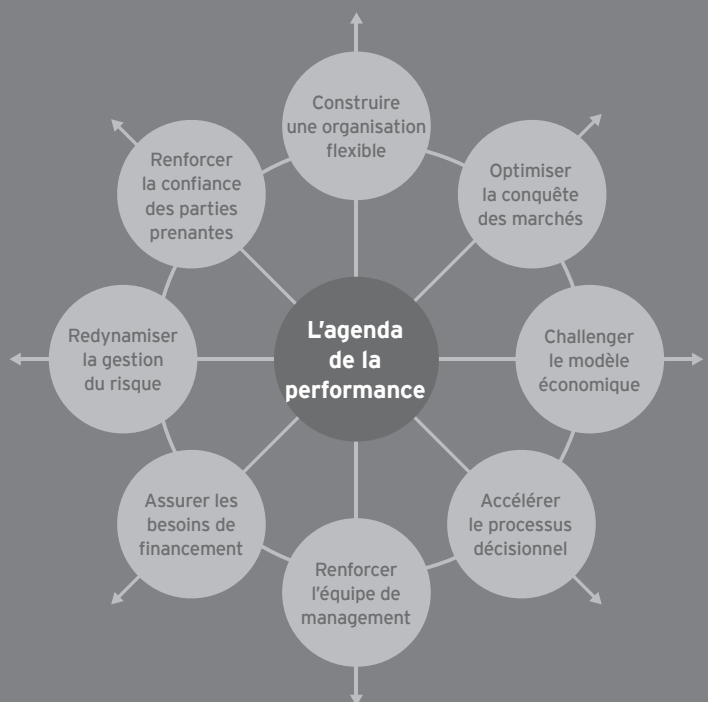 Construire
une organisation
flexible
Optimiser
la conquête
des marchés
Challenger
le modèle
économique
Accélérer
le processus
décisionnel
Renforcer
l'équipe de
management
Assurer les
besoins de
financement
Redynamiser
la gestion
du risque
Renforcer
la confiance
des parties
prenantes
L'agenda
de la
performance